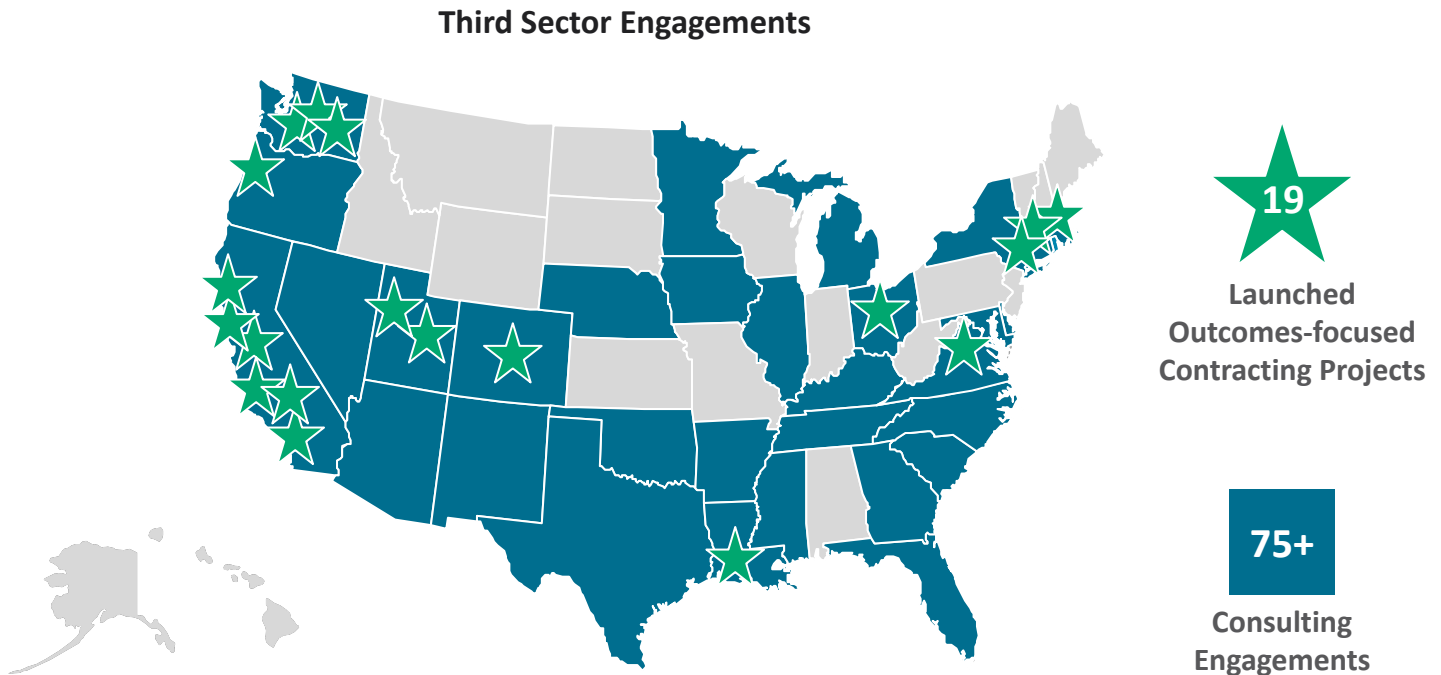 Third Sector Engagements
19
Launched
Outcomes-focused
Contracting Projects
75+
Consulting
Engagements